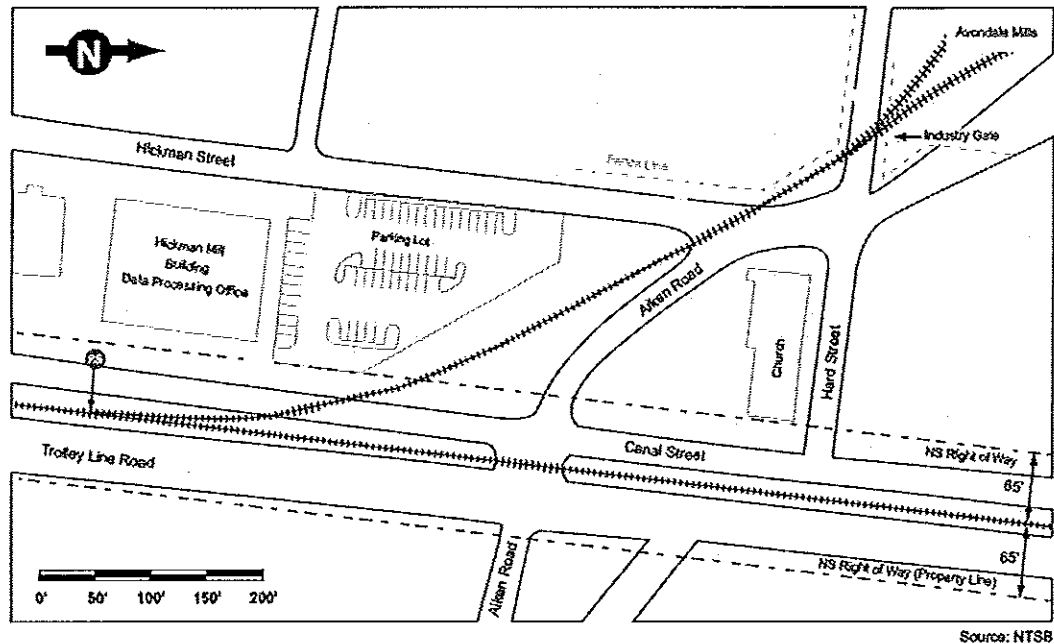 N
Avondale Mills
Industry Gate
Hickman Street
Fence Line
Parking Lot
Hickman Mill
Building
Data Processing Office
Aiken Road
Church
Hard Street
Canal Street
NS Right of Way
65'
Trolley Line Road
65'
NS Right of Way (Property Line)
Aiken Road
0' 50' 100' 150' 200'
Source: NTSB